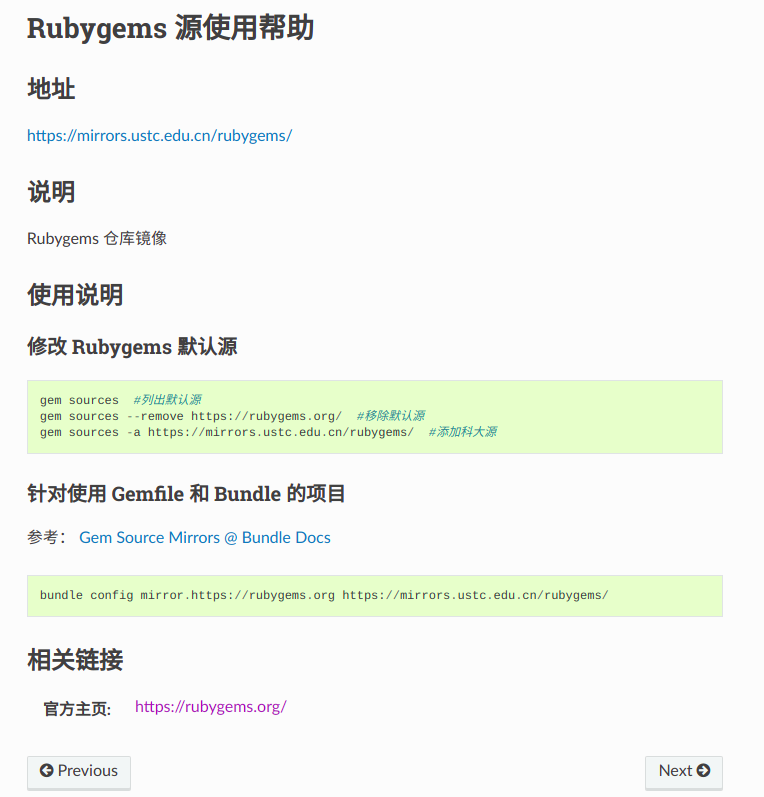 Rubygems 源使用帮助
地址
https://mirrors.ustc.edu.cn/rubygems/
说明
Rubygems 仓库镜像
使用说明
修改 Rubygems 默认源
gem sources  #列出默认源
gem sources --remove https://rubygems.org/  #移除默认源
gem sources -a https://mirrors.ustc.edu.cn/rubygems/  #添加科大源
针对使用 Gemfile 和 Bundle 的项目
参考： Gem Source Mirrors @ Bundle Docs
bundle config mirror.https://rubygems.org https://mirrors.ustc.edu.cn/rubygems/
相关链接
官方主页: https://rubygems.org/
Previous Next